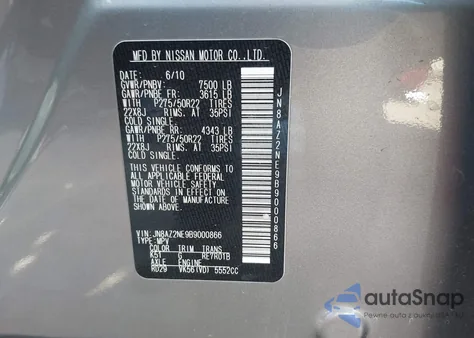 MFD BY NISSAN MOTOR CO.,LTD.
DATE: 6/10
GVWR/PNBV: 7500 LB
GAWR/PNBE FR: 3615 LB
WITH P275/50R22 TIRES
22X8J RIMS, AT 35PSI
COLD SINGLE.
GAWR/PNBE RR: 4343 LB
WITH P275/50R22 TIRES
22X8J RIMS, AT 35PSI
COLD SINGLE.
THIS VEHICLE CONFORMS TO
ALL APPLICABLE FEDERAL
MOTOR VEHICLE SAFETY
STANDARDS IN EFFECT ON
THE DATE OF MANUFACTURE
SHOWN ABOVE.
VIN: JN8AZ2NE9B9000866
TYPE: MPV
COLOR TRIM TRANS
K51 G RE7R01B
AXLE ENGINE
RD29 VK56(VD) 5552CC
JN8AZ2NE9B9000866
autoSnap